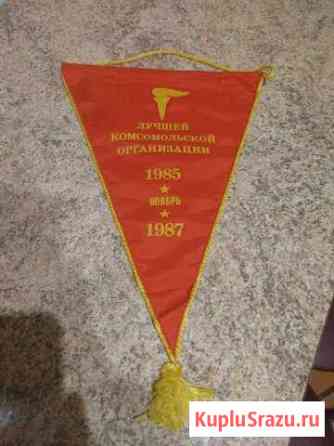 ЛУЧШЕЙ
КОМСОМОЛЬСКОЙ
ОРГАНИЗАЦИИ
1985
НОЯБРЬ
1987
KupluSrazu.ru